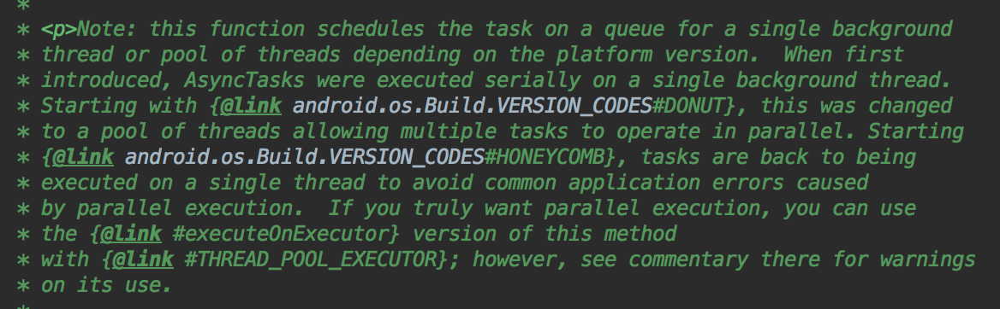 *
* <p>Note: this function schedules the task on a queue for a single background
* thread or pool of threads depending on the platform version.  When first
* introduced, AsyncTasks were executed serially on a single background thread.
* Starting with {@link android.os.Build.VERSION_CODES#DONUT}, this was changed
* to a pool of threads allowing multiple tasks to operate in parallel. Starting
* {@link android.os.Build.VERSION_CODES#HONEYCOMB}, tasks are back to being
* executed on a single thread to avoid common application errors caused
* by parallel execution.  If you truly want parallel execution, you can use
* the {@link #executeOnExecutor} version of this method
* with {@link #THREAD_POOL_EXECUTOR}; however, see commentary there for warnings
* on its use.
*